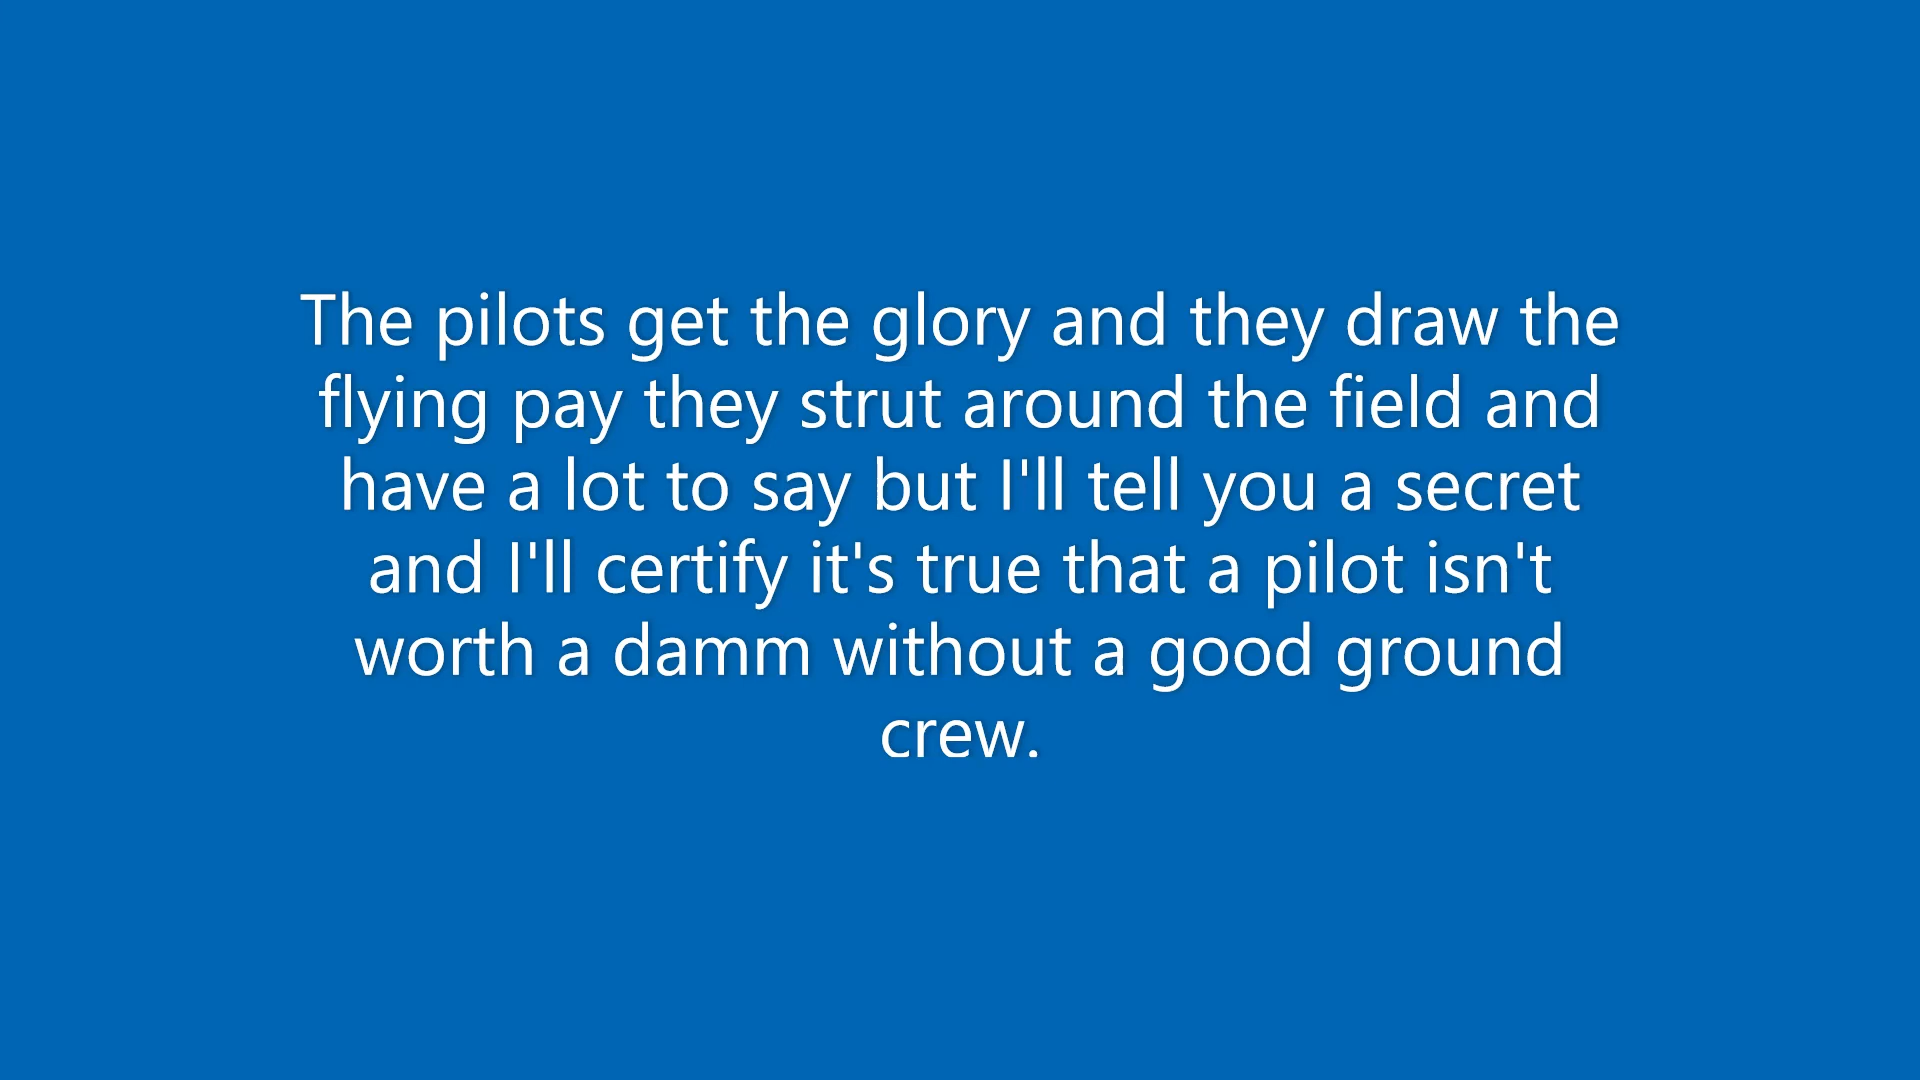 The pilots get the glory and they draw the
flying pay they strut around the field and
have a lot to say but I'll tell you a secret
and I'll certify it's true that a pilot isn't
worth a damm without a good ground
crew.